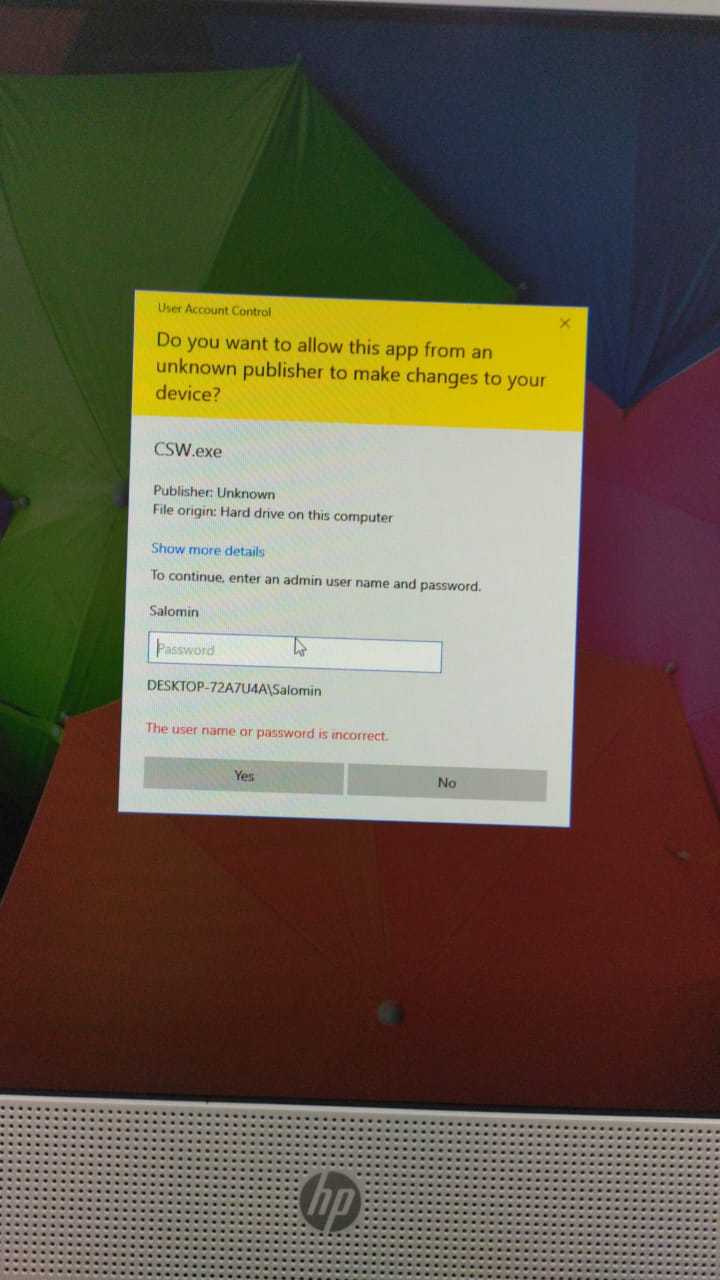 User Account Control
Do you want to allow this app from an
unknown publisher to make changes to your
device?
CSW.exe
Publisher: Unknown
File origin: Hard drive on this computer
Show more details
To continue, enter an admin user name and password.
Salomin
Password
DESKTOP-72A7U4A\Salomin
The user name or password is incorrect.
Yes No
hp